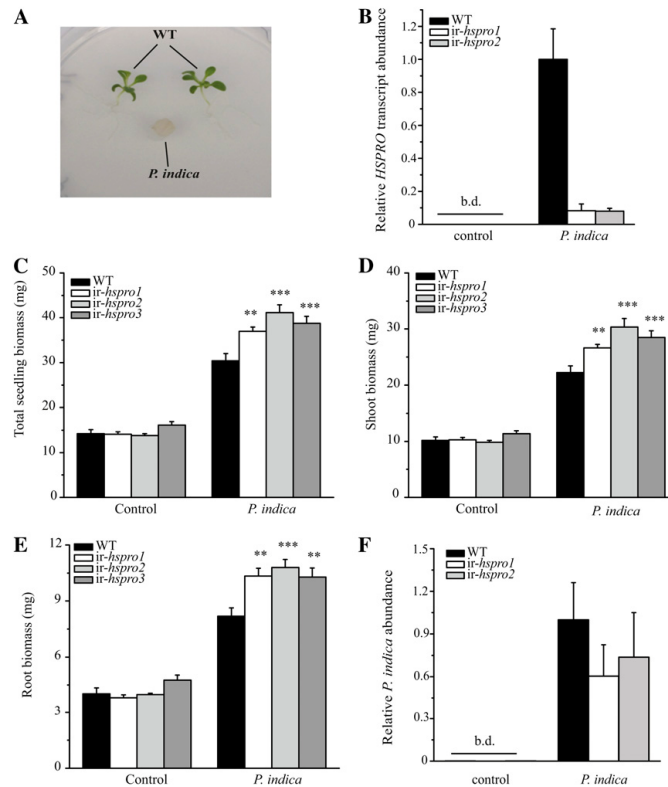 A
WT
P. indica
B
WT
ir-hspro1
ir-hspro2
Relative HSPRO transcript abundance
1.2
1.0
0.8
0.6
0.4
0.2
0
b.d.
control
P. indica
C
WT
ir-hspro1
ir-hspro2
ir-hspro3
Total seedling biomass (mg)
50
40
30
20
10
0
**
***
***
Control
P. indica
D
WT
ir-hspro1
ir-hspro2
ir-hspro3
Shoot biomass (mg)
40
30
20
10
0
**
***
***
Control
P. indica
E
WT
ir-hspro1
ir-hspro2
ir-hspro3
Root biomass (mg)
12
9
6
3
0
**
***
**
Control
P. indica
F
WT
ir-hspro1
ir-hspro2
Relative P. indica abundance
1.5
1.2
0.9
0.6
0.3
0
b.d.
control
P. indica